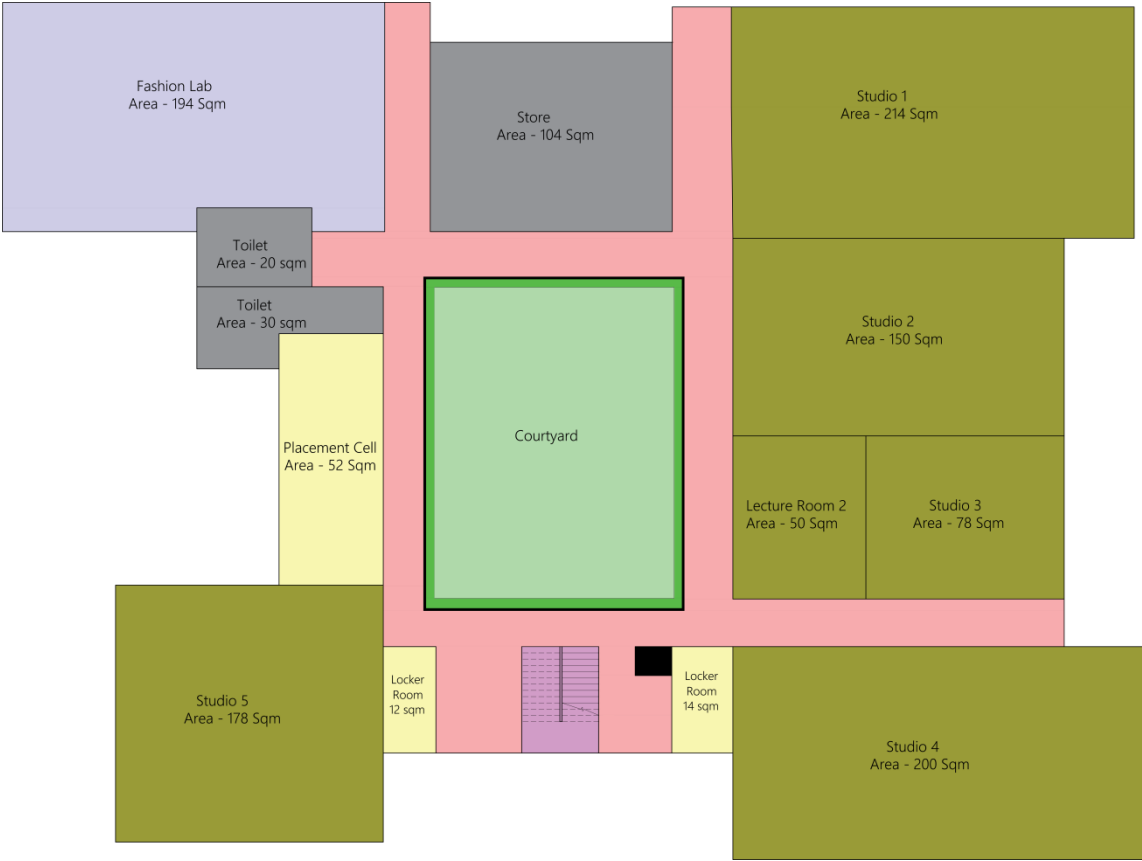 Fashion Lab
Area - 194 Sqm
Store
Area - 104 Sqm
Studio 1
Area - 214 Sqm
Toilet
Area - 20 sqm
Toilet
Area - 30 sqm
Studio 2
Area - 150 Sqm
Placement Cell
Area - 52 Sqm
Courtyard
Lecture Room 2
Area - 50 Sqm
Studio 3
Area - 78 Sqm
Studio 5
Area - 178 Sqm
Locker
Room
12 sqm
Locker
Room
14 sqm
Studio 4
Area - 200 Sqm